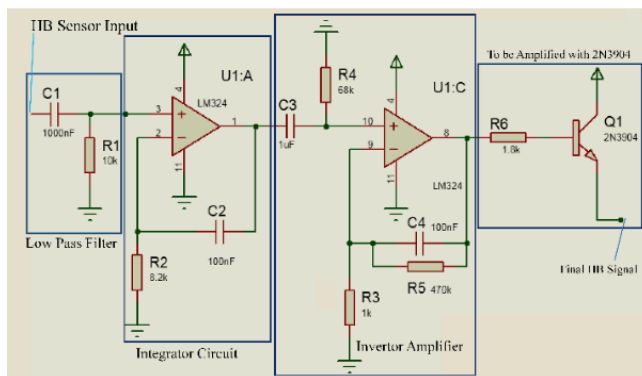 HB Sensor Input
C1
1000nF
R1
10k
Low Pass Filter
U1:A
4
LM324
3
2
1
11
C2
100nF
R2
8.2k
Integrator Circuit
C3
1uF
R4
68k
U1:C
4
10
9
8
11
LM324
C4
100nF
R5 470k
R3
1k
Invertor Amplifier
To be Amplified with 2N3904
R6
1.8k
Q1
2N3904
Final HB Signal